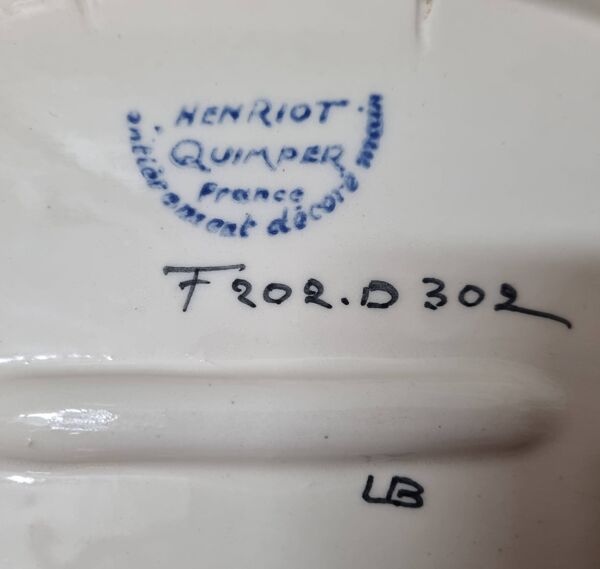 HENRIOT
QUIMPER
France
entièrement décoré main
F202.D302
LB